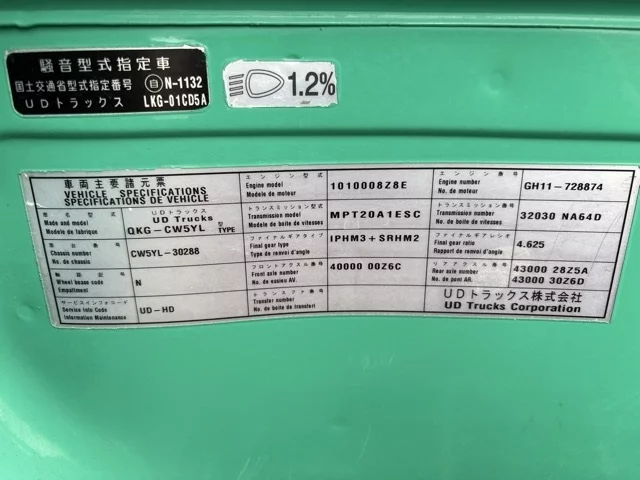 騒音型式指定車
国土交通省型式指定番号 自 N-1132
UDトラックス LKG-01CD5A
1.2%
車両主要諸元票
VEHICLE SPECIFICATIONS
SPECIFICATIONS DE VEHICLE
エンジン型式
Engine model
Modele de moteur
1010008Z8E
エンジン番号
Engine number
No. de moteur
GH11-728874
車名型式
Made and model
Modele de fabrique
UDトラックス
UD Trucks
QKG-CW5YL 型 TYPE
トランスミッション型式
Transmission model
Modele de boite de vitesses
MPT20A1ESC
トランスミッション番号
Transmission number
No. de boite de vitesses
32030 NA64D
車台番号
Chassis number
No. de chassis
CW5YL-30288
ファイナルギアタイプ
Final gear type
Type de renvoi d'angle
IPHM3+SRHM2
ファイナルギアレシオ
Final gear ratio
Rapport de renvoi d'angle
4.625
軸距記号
Wheel base code
Empattement
N
フロントアクスル番号
Front axle number
No. de essieu AV.
40000 00Z6C
リヤアクスル番号
Rear axle number
No. de pont AR.
43000 28Z5A
43000 30Z6D
サービスインフォコード
Service Info Code
Information Maintenance
UD-HD
トランスファ番号
Transfer number
No. de boite de transfert
UDトラックス株式会社
UD Trucks Corporation